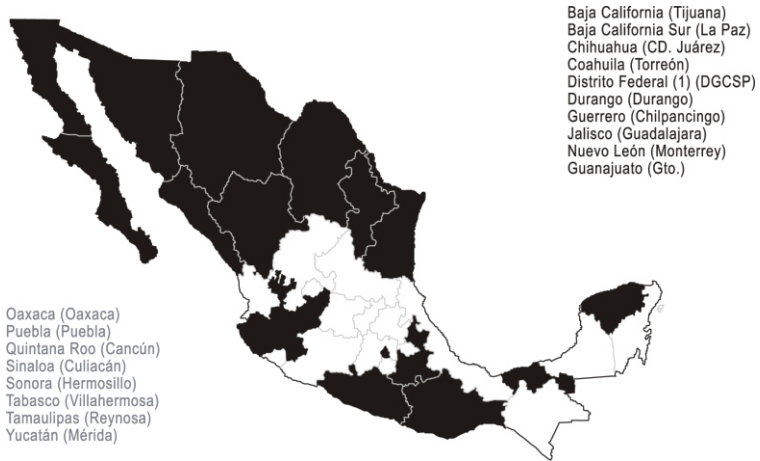 Baja California (Tijuana)
Baja California Sur (La Paz)
Chihuahua (CD. Juárez)
Coahuila (Torreón)
Distrito Federal (1) (DGCSP)
Durango (Durango)
Guerrero (Chilpancingo)
Jalisco (Guadalajara)
Nuevo León (Monterrey)
Guanajuato (Gto.)
Oaxaca (Oaxaca)
Puebla (Puebla)
Quintana Roo (Cancún)
Sinaloa (Culiacán)
Sonora (Hermosillo)
Tabasco (Villahermosa)
Tamaulipas (Reynosa)
Yucatán (Mérida)